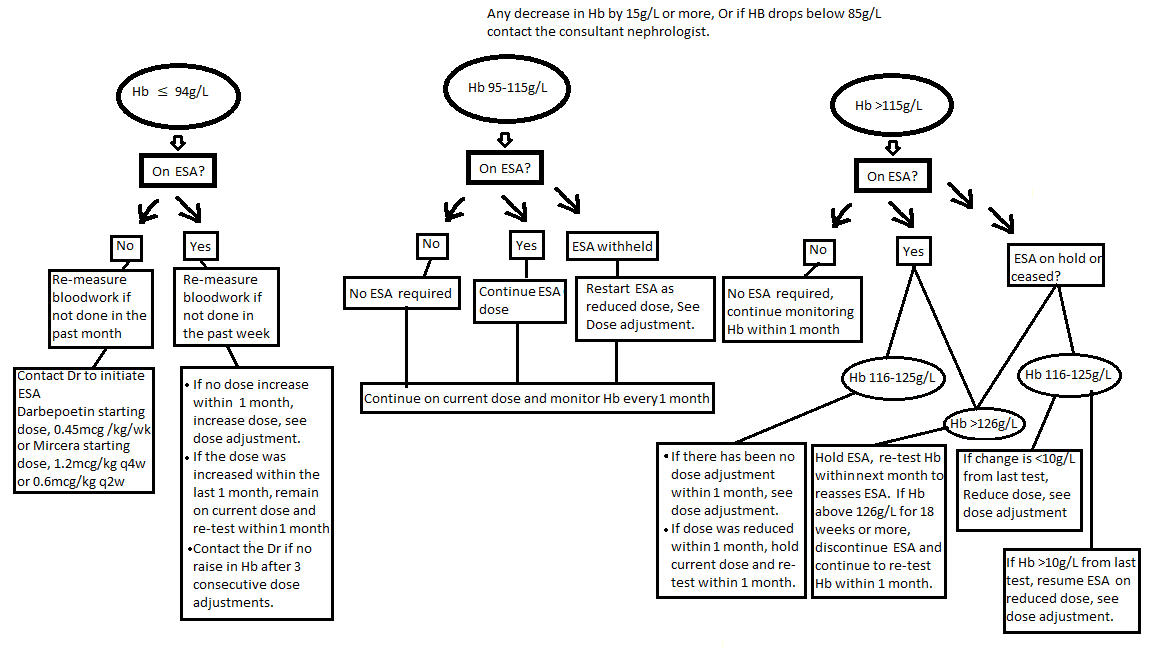 Any decrease in Hb by 15g/L or more, Or if HB drops below 85g/L
contact the consultant nephrologist.
Hb ≤ 94g/L
On ESA?
No
Yes
Re-measure
bloodwork if
not done in the
past month
Re-measure
bloodwork if
not done in
the past week
Contact Dr to initiate
ESA
Darbepoetin starting
dose, 0.45mcg /kg/wk
or Mircera starting
dose, 1.2mcg/kg q4w
or 0.6mcg/kg q2w
• If no dose increase
within 1 month,
increase dose, see
dose adjustment.
• If the dose was
increased within the
last 1 month, remain
on current dose and
re-test within 1 month
•Contact the Dr if no
raise in Hb after 3
consecutive dose
adjustments.
Hb 95-115g/L
On ESA?
No
Yes
ESA withheld
No ESA required
Continue ESA
dose
Restart ESA as
reduced dose, See
Dose adjustment.
Continue on current dose and monitor Hb every 1 month
Hb >115g/L
On ESA?
No
Yes
ESA on hold or
ceased?
No ESA required,
continue monitoring
Hb within 1 month
Hb 116-125g/L
Hb >126g/L
Hb 116-125g/L
• If there has been no
dose adjustment
within 1 month, see
dose adjustment.
• If dose was reduced
within 1 month, hold
current dose and re-
test within 1 month.
Hold ESA, re-test Hb
within next month to
reasses ESA. If Hb
above 126g/L for 18
weeks or more,
discontinue ESA and
continue to re-test
Hb within 1 month.
If change is <10g/L
from last test,
Reduce dose, see
dose adjustment
If Hb >10g/L from last
test, resume ESA on
reduced dose, see
dose adjustment.